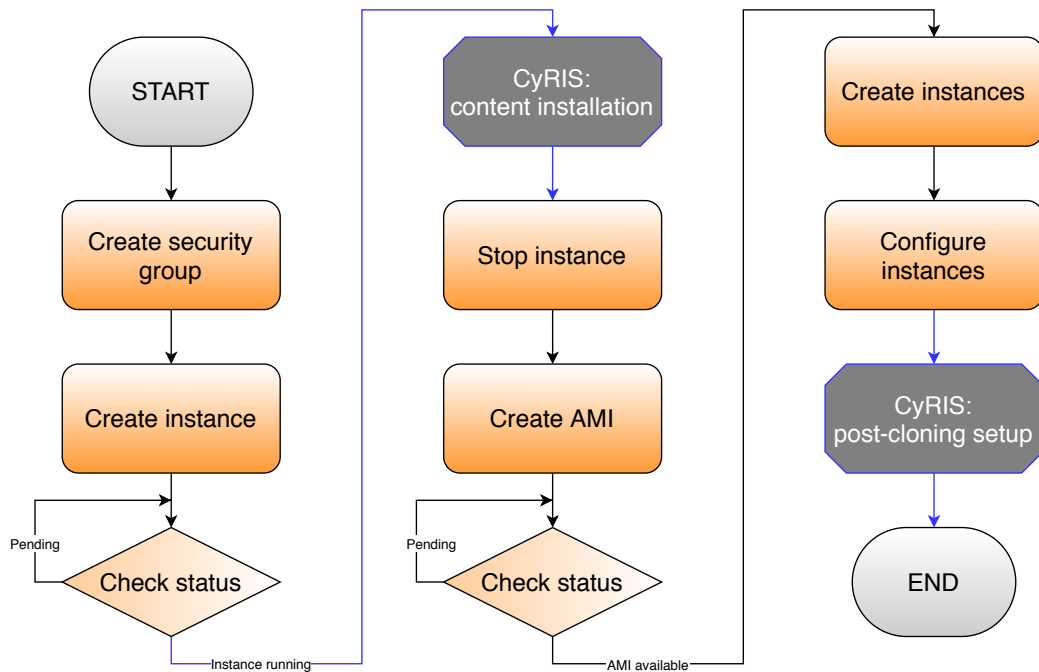 START
Create security
group
Create instance
Pending
Check status
Instance running
CyRIS:
content installation
Stop instance
Create AMI
Pending
Check status
AMI available
Create instances
Configure
instances
CyRIS:
post-cloning setup
END